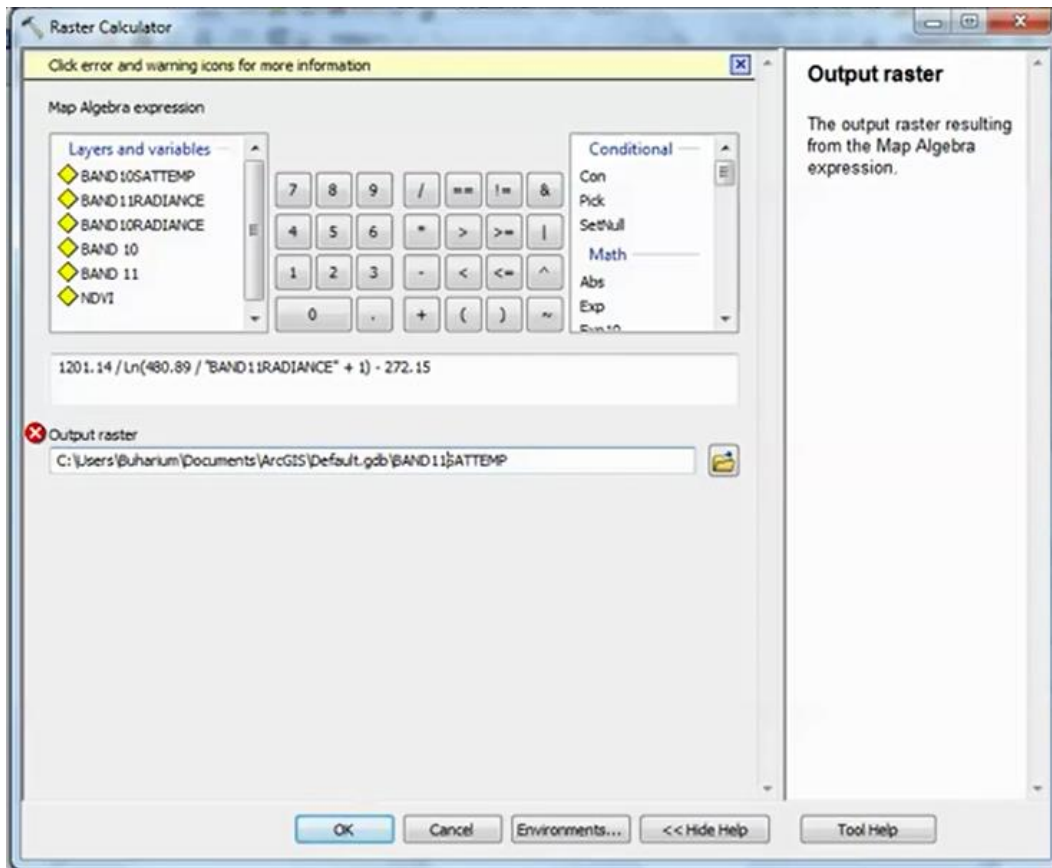 Raster Calculator
Click error and warning icons for more information
Map Algebra expression
Layers and variables
BAND10SATTEMP
BAND11RADIANCE
BAND10RADIANCE
BAND 10
BAND 11
NDVI
7 8 9 / == != &
4 5 6 * > >= |
1 2 3 - < <= ^
0 . + ( ) ~
Conditional
Con
Pick
SetNull
Math
Abs
Exp
Exp10
1201.14 / Ln(480.89 / "BAND11RADIANCE" + 1) - 272.15
Output raster
C:\Users\Buharium\Documents\ArcGIS\Default.gdb\BAND11SATTEMP
OK
Cancel
Environments...
<< Hide Help
Output raster
The output raster resulting
from the Map Algebra
expression.
Tool Help